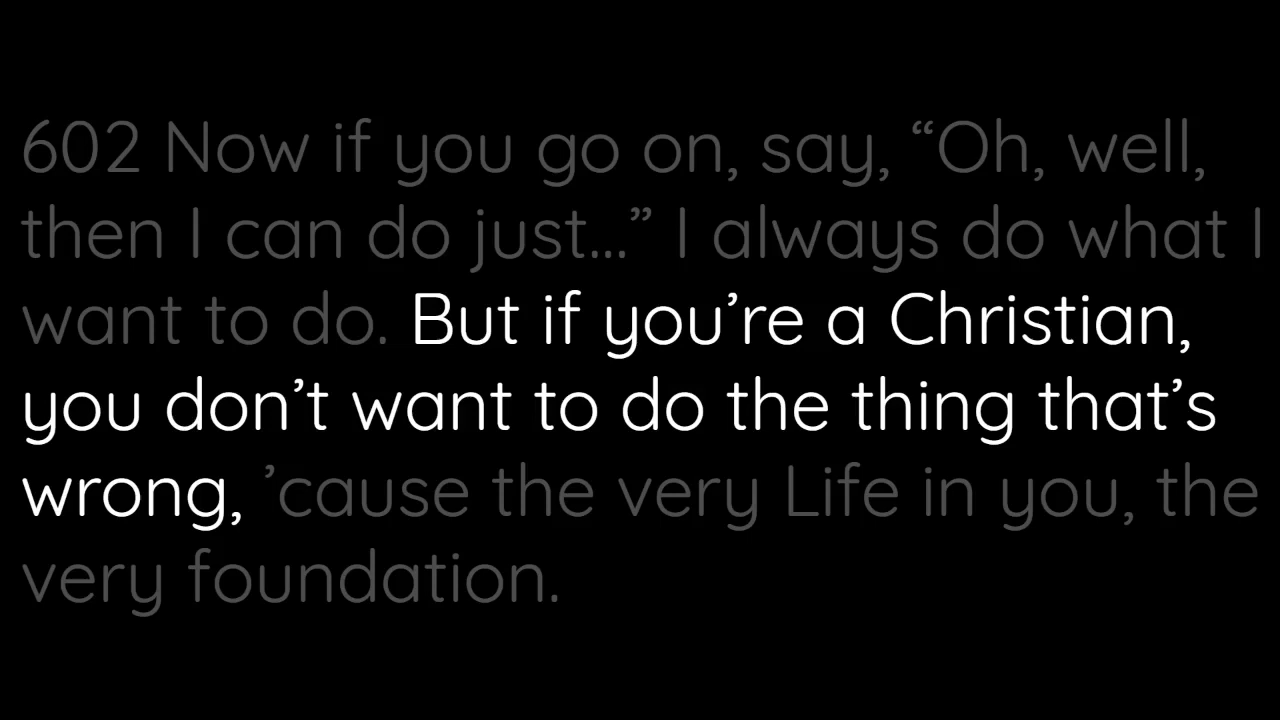 602 Now if you go on, say, “Oh, well,
then I can do just...” I always do what I
want to do. But if you’re a Christian,
you don’t want to do the thing that’s
wrong, ’cause the very Life in you, the
very foundation.